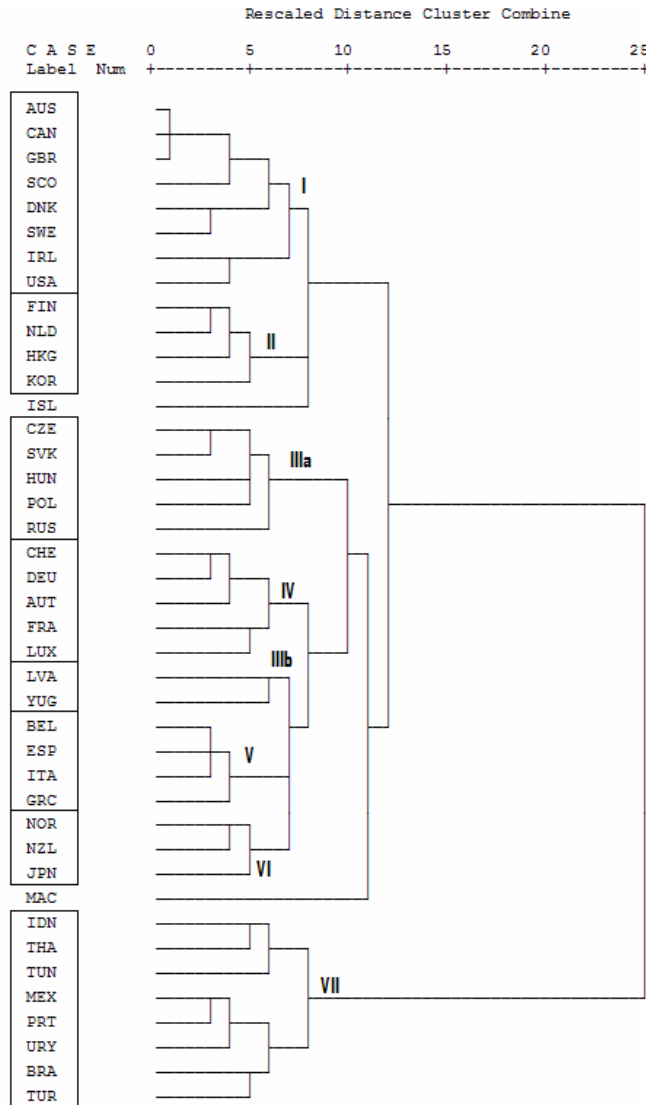 Rescaled Distance Cluster Combine
C A S E 0 5 10 15 20 25
Label Num +---------+---------+---------+---------+---------+
AUS
CAN
GBR
SCO
I
DNK
SWE
IRL
USA
FIN
NLD
II
HKG
KOR
ISL
CZE
SVK
IIIa
HUN
POL
RUS
CHE
DEU
IV
AUT
FRA
LUX
IIIb
LVA
YUG
BEL
ESP
V
ITA
GRC
NOR
NZL
VI
JPN
MAC
IDN
THA
TUN
VII
MEX
PRT
URY
BRA
TUR